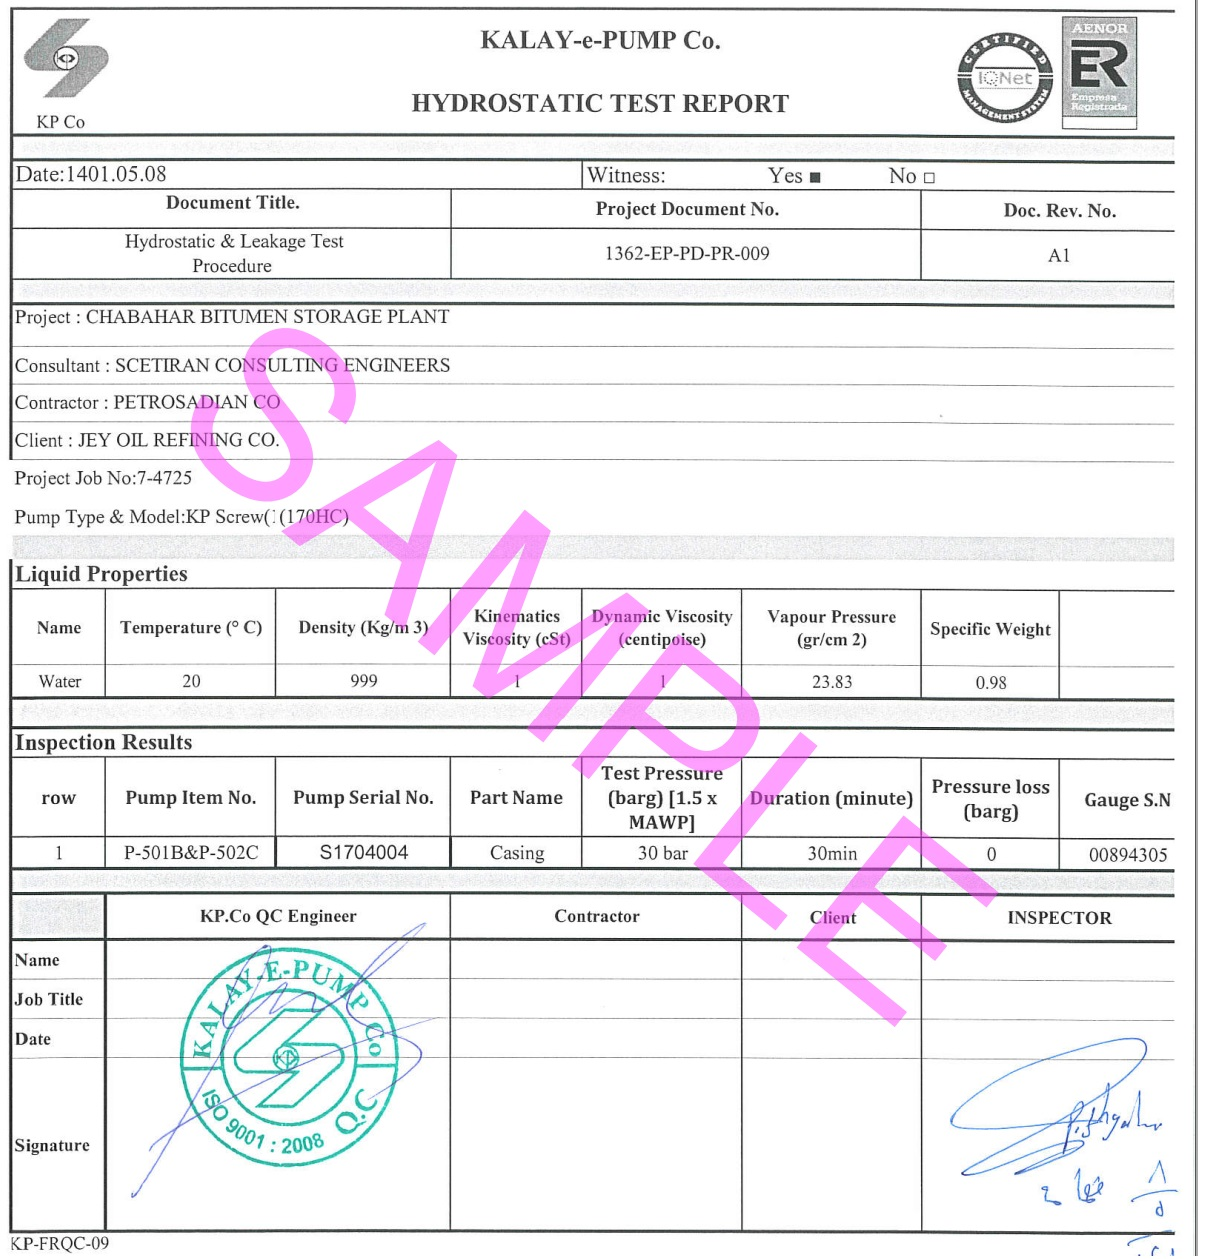 KP Co
KALAY-e-PUMP Co.
HYDROSTATIC TEST REPORT
CERTIFIED
IQNet
MANAGEMENT SYSTEM
AENOR
ER
Empresa
Registrada
Date:1401.05.08
Witness: Yes ■ No □
Document Title. Project Document No. Doc. Rev. No.
Hydrostatic & Leakage Test
Procedure
1362-EP-PD-PR-009
A1
Project : CHABAHAR BITUMEN STORAGE PLANT
Consultant : SCETIRAN CONSULTING ENGINEERS
Contractor : PETROSADIAN CO
Client : JEY OIL REFINING CO.
Project Job No:7-4725
Pump Type & Model:KP Screw( (170HC)
Liquid Properties
Name
Temperature (° C)
Density (Kg/m 3)
Kinematics
Viscosity (cSt)
Dynamic Viscosity
(centipoise)
Vapour Pressure
(gr/cm 2)
Specific Weight
Water 20 999 1 1 23.83 0.98
Inspection Results
row
Pump Item No.
Pump Serial No.
Part Name
Test Pressure
(barg) [1.5 x
MAWP]
Duration (minute)
Pressure loss
(barg)
Gauge S.N
1 P-501B&P-502C S1704004 Casing 30 bar 30min 0 00894305
KP.Co QC Engineer Contractor Client INSPECTOR
Name
Job Title
Date
Signature
KALAY-E-PUMP Co
KP
ISO 9001 : 2008
Q.C
KP-FRQC-09
SAMPLE